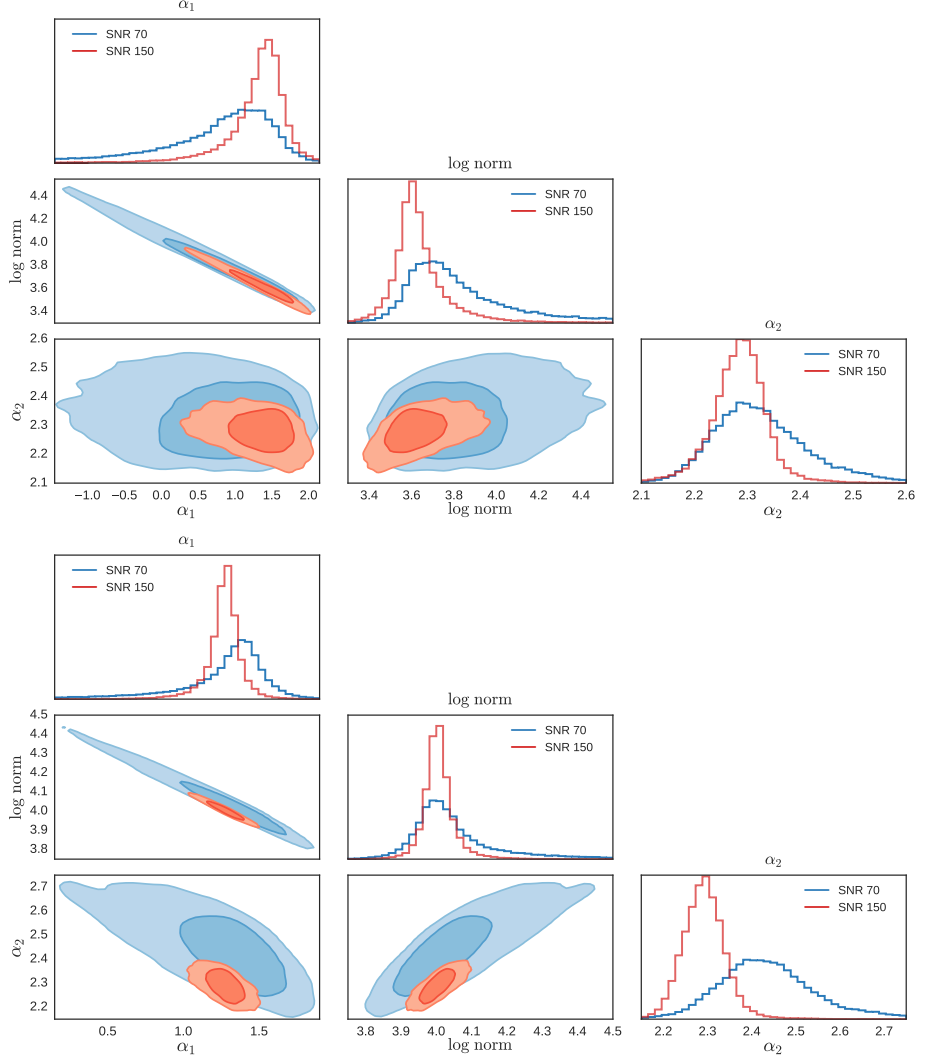 α₁
SNR 70
SNR 150
log norm
4.4
4.2
4.0
3.8
3.6
3.4
log norm
SNR 70
SNR 150
α₂
2.6
2.5
2.4
2.3
2.2
2.1
α₂
SNR 70
SNR 150
−1.0 −0.5 0.0 0.5 1.0 1.5 2.0
α₁
3.4 3.6 3.8 4.0 4.2 4.4
log norm
2.1 2.2 2.3 2.4 2.5 2.6
α₂
α₁
SNR 70
SNR 150
log norm
4.5
4.4
4.3
4.2
4.1
4.0
3.9
3.8
log norm
SNR 70
SNR 150
α₂
2.7
2.6
2.5
2.4
2.3
2.2
α₂
SNR 70
SNR 150
0.5 1.0 1.5
α₁
3.8 3.9 4.0 4.1 4.2 4.3 4.4 4.5
log norm
2.2 2.3 2.4 2.5 2.6 2.7
α₂